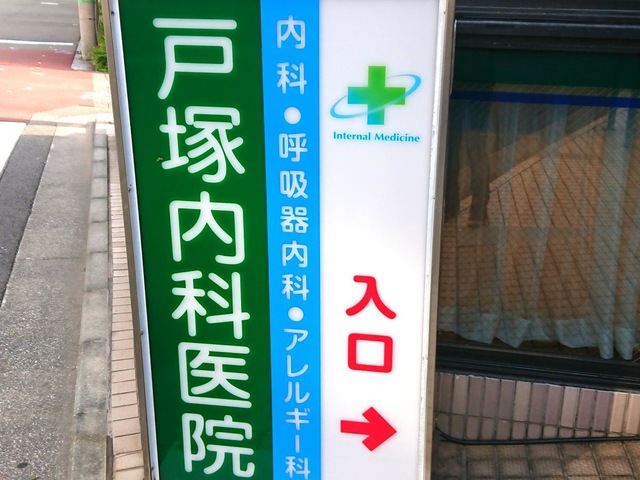 戸塚内科医院
内科●呼吸器内科●アレルギー科
Internal Medicine
入口
→